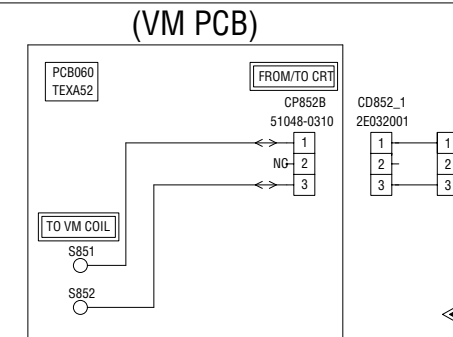 (VM PCB)
PCB060
TEXA52
FROM/TO CRT
CP852B
51048-0310
CD852_1
2E032001
1
NC 2
3
1
2
3
1
2
3
TO VM COIL
S851
S852